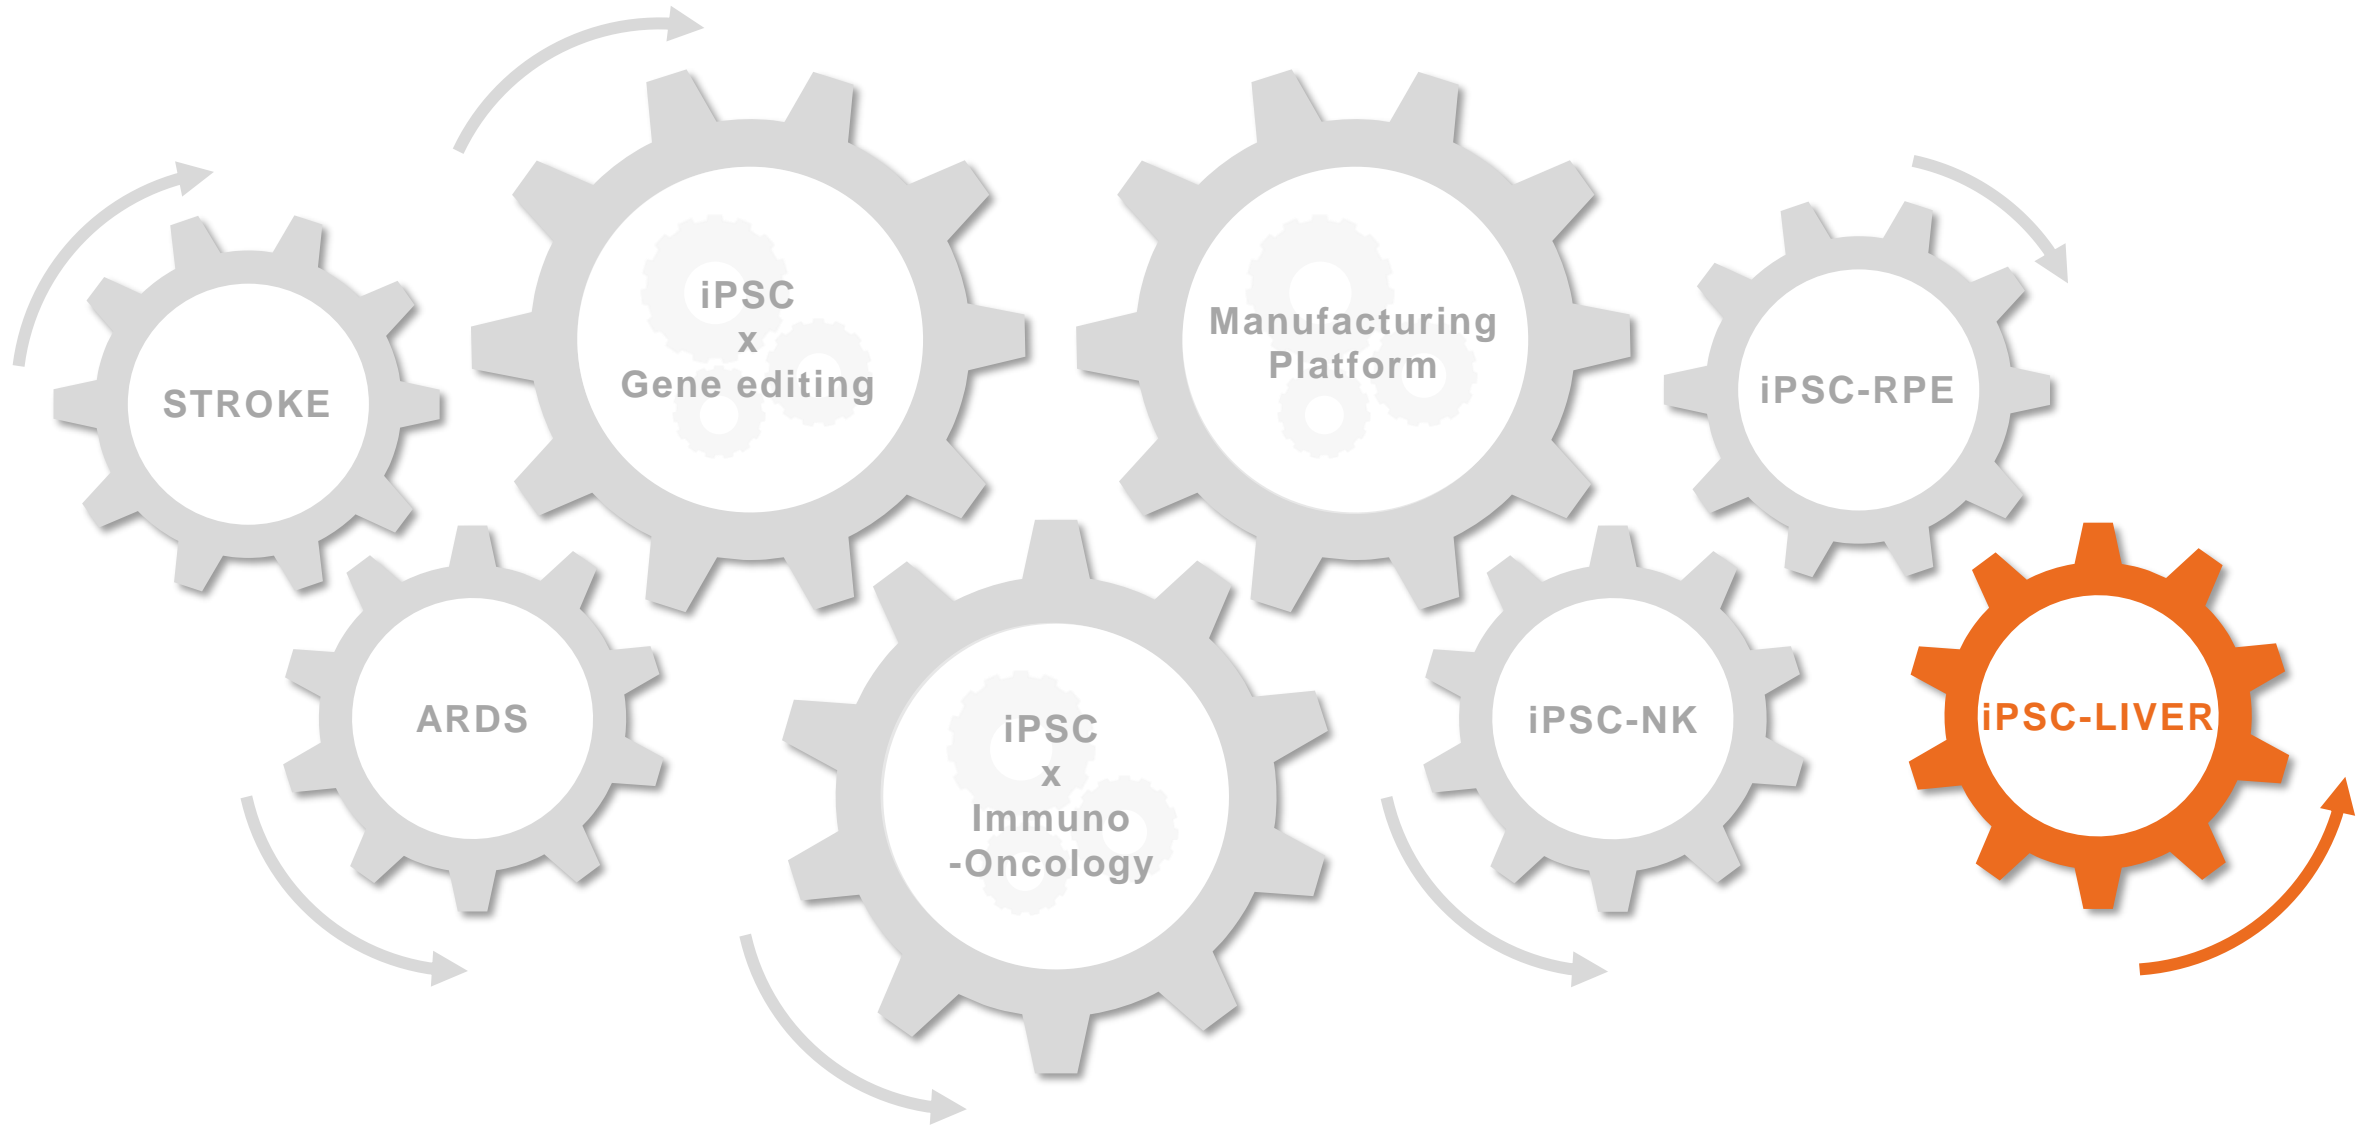 STROKE
iPSC
x
Gene editing
Manufacturing
Platform
iPSC-RPE
ARDS
iPSC
x
Immuno
-Oncology
iPSC-NK
iPSC-LIVER